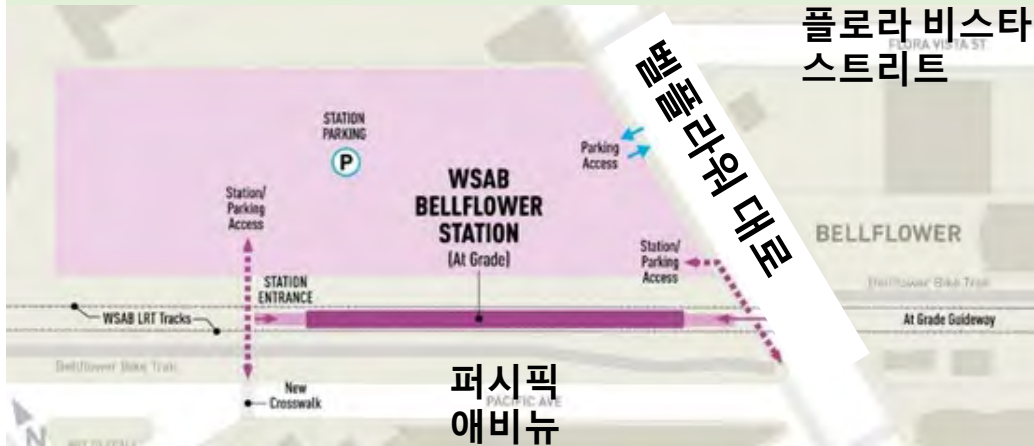 플로라 비스타
스트리트
FLORA VISTA ST
벨플라워 대로
STATION
PARKING
P
Parking
Access
WSAB
BELLFLOWER
STATION
(At Grade)
Station/
Parking
Access
Station/
Parking
Access
BELLFLOWER
STATION
ENTRANCE
Bellflower Bike Trail
WSAB LRT Tracks
At Grade Guideway
Bellflower Bike Trail
퍼시픽
애비뉴
PACIFIC AVE
New
Crosswalk
N